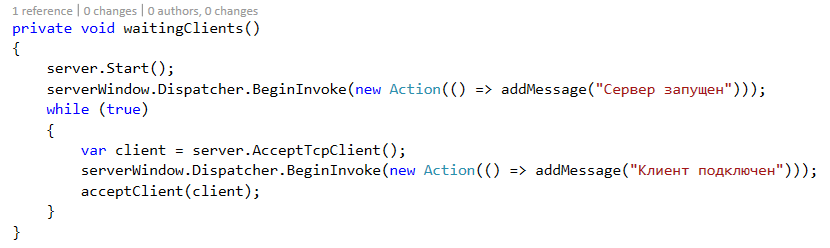 1 reference | 0 changes | 0 authors, 0 changes
private void waitingClients()
{
    server.Start();
    serverWindow.Dispatcher.BeginInvoke(new Action(() => addMessage("Сервер запущен")));
    while (true)
    {
        var client = server.AcceptTcpClient();
        serverWindow.Dispatcher.BeginInvoke(new Action(() => addMessage("Клиент подключен")));
        acceptClient(client);
    }
}